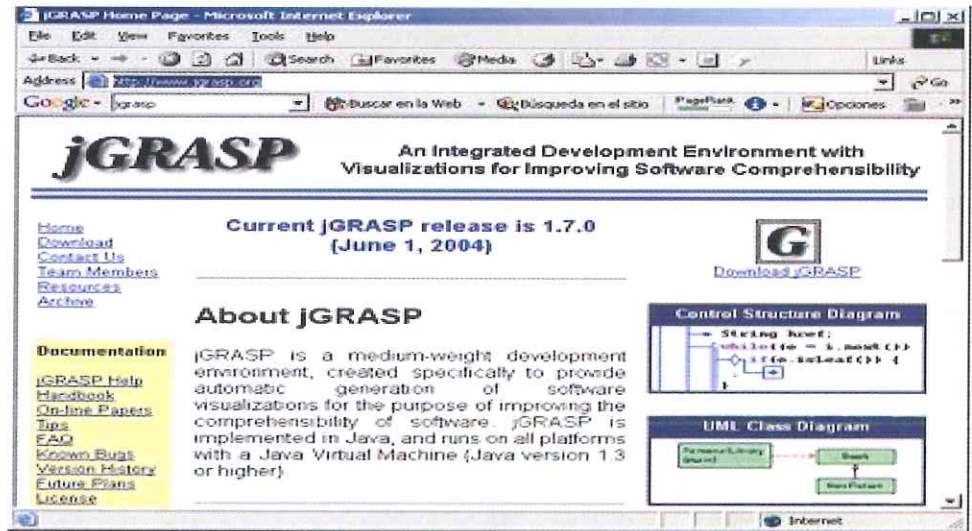 jGRASP Home Page - Microsoft Internet Explorer
File Edit View Favorites Tools Help
Back Search Favorites Media Links
Address http://www.jgrasp.org Go
Google jgrasp Buscar en la Web Búsqueda en el sitio PageRank Opciones »
jGRASP
An Integrated Development Environment with
Visualizations for Improving Software Comprehensibility
Home
Download
Contact Us
Team Members
Resources
Archive
Documentation
jGRASP Help
Handbook
On-line Papers
Tips
FAQ
Known Bugs
Version History
Future Plans
License
Current jGRASP release is 1.7.0
(June 1, 2004)
About jGRASP
jGRASP is a medium-weight development
environment, created specifically to provide
automatic generation of software
visualizations for the purpose of improving the
comprehensibility of software. jGRASP is
implemented in Java, and runs on all platforms
with a Java Virtual Machine (Java version 1.3
or higher).
G
Download jGRASP
Control Structure Diagram
String href;
while((e = i.next())
if(e.isLeaf()) {
}
UML Class Diagram
Book
Internet